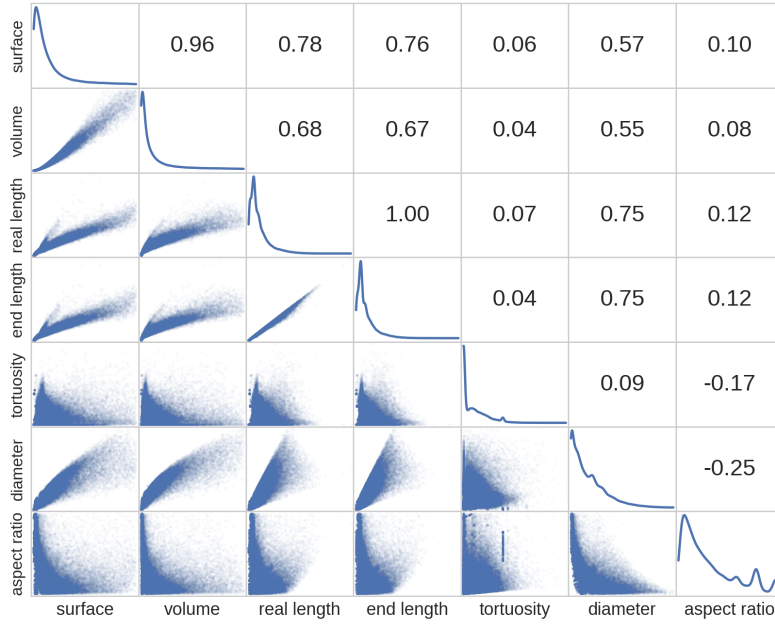 surface
0.96 0.78 0.76 0.06 0.57 0.10
volume
0.68 0.67 0.04 0.55 0.08
real length
1.00 0.07 0.75 0.12
end length
0.04 0.75 0.12
tortuosity
0.09 -0.17
diameter
-0.25
aspect ratio
surface volume real length end length tortuosity diameter aspect ratio